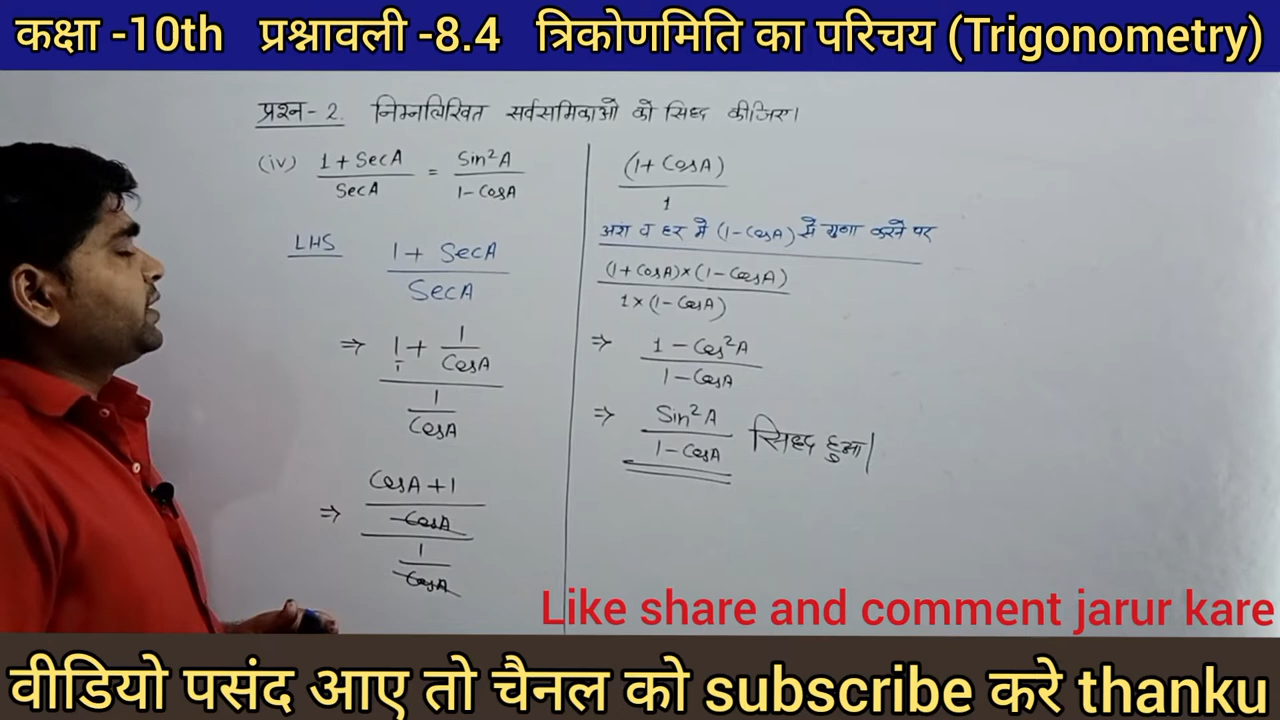 कक्षा -10th प्रश्नावली -8.4 त्रिकोणमिति का परिचय (Trigonometry)
प्रश्न- 2. निम्नलिखित सर्वसमिकाओ को सिध्द कीजिए।
(iv) 1 + SecA / SecA = Sin²A / 1 - CosA
LHS 1 + SecA / SecA
⇒ 1 + 1/CosA / 1/CosA
⇒ CosA + 1 / CosA / 1 / CosA
(1 + CosA) / 1
अशं व हर मे (1 - CosA) से गुणा करने पर
(1 + CosA) × (1 - CosA) / 1 × (1 - CosA)
⇒ 1 - Cos²A / 1 - CosA
⇒ Sin²A / 1 - CosA सिध्द हुआ।
Like share and comment jarur kare
वीडियो पसंद आए तो चैनल को subscribe करे thanku